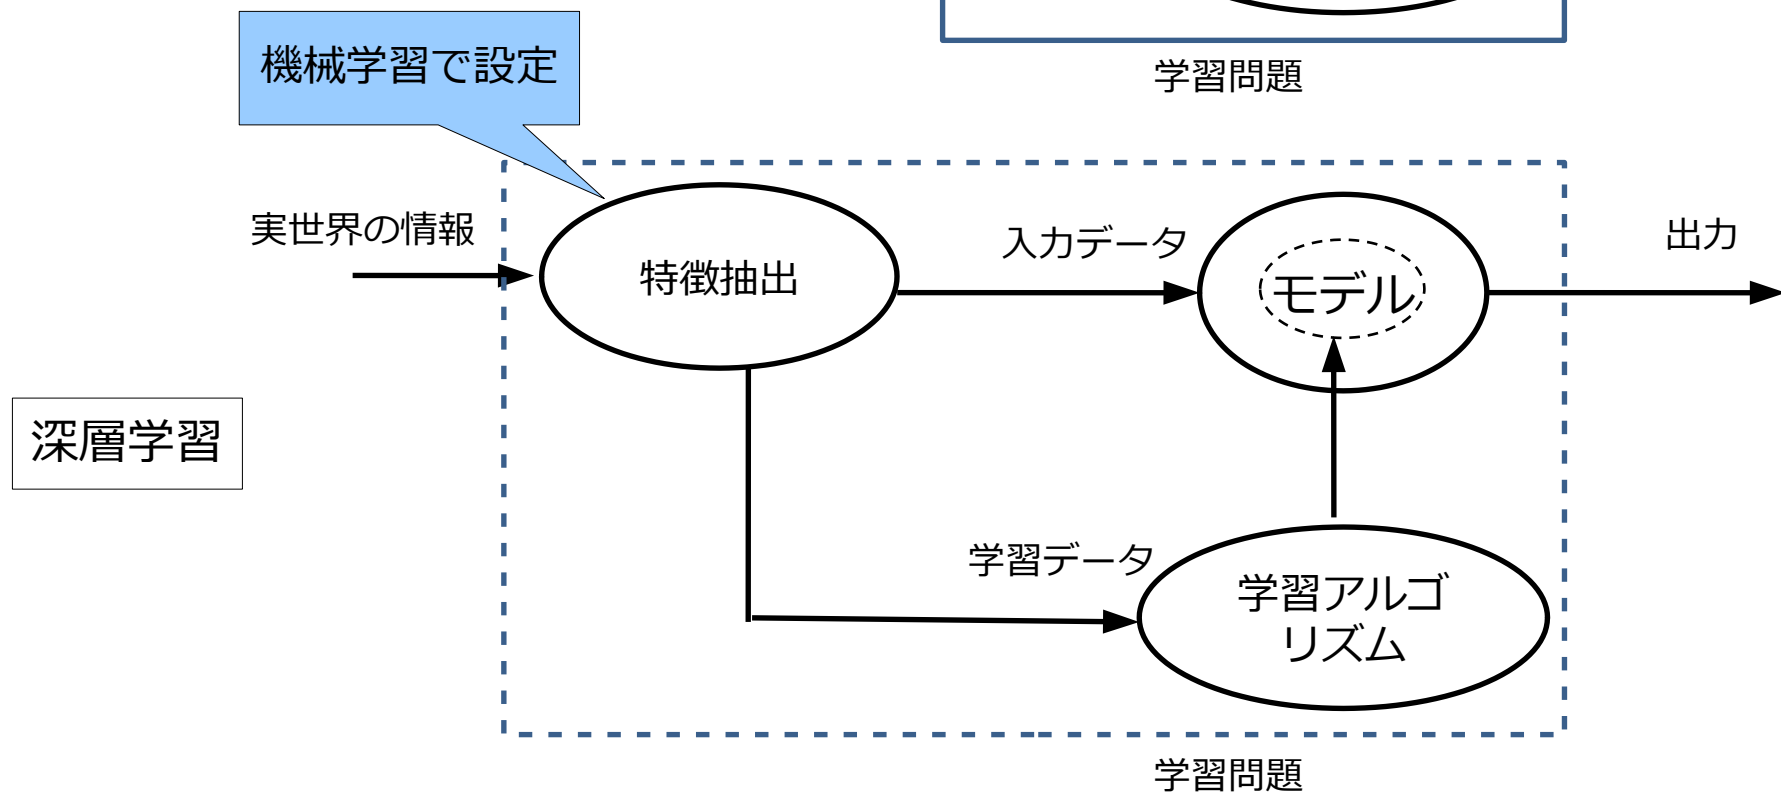 機械学習で設定
学習問題
実世界の情報
特徴抽出
入力データ
モデル
出力
深層学習
学習データ
学習アルゴ
リズム
学習問題